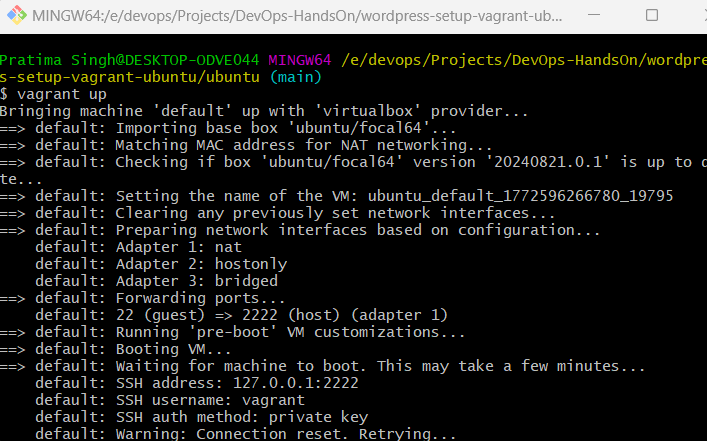 MINGW64:/e/devops/Projects/DevOps-HandsOn/wordpress-setup-vagrant-ub...
Pratima Singh@DESKTOP-ODVEO44 MINGW64 /e/devops/Projects/DevOps-HandsOn/wordpre
s-setup-vagrant-ubuntu/ubuntu (main)
$ vagrant up
Bringing machine 'default' up with 'virtualbox' provider...
==> default: Importing base box 'ubuntu/focal64'...
==> default: Matching MAC address for NAT networking...
==> default: Checking if box 'ubuntu/focal64' version '20240821.0.1' is up to d
te...
==> default: Setting the name of the VM: ubuntu_default_1772596266780_19795
==> default: Clearing any previously set network interfaces...
==> default: Preparing network interfaces based on configuration...
    default: Adapter 1: nat
    default: Adapter 2: hostonly
    default: Adapter 3: bridged
==> default: Forwarding ports...
    default: 22 (guest) => 2222 (host) (adapter 1)
==> default: Running 'pre-boot' VM customizations...
==> default: Booting VM...
==> default: Waiting for machine to boot. This may take a few minutes...
    default: SSH address: 127.0.0.1:2222
    default: SSH username: vagrant
    default: SSH auth method: private key
    default: Warning: Connection reset. Retrying...